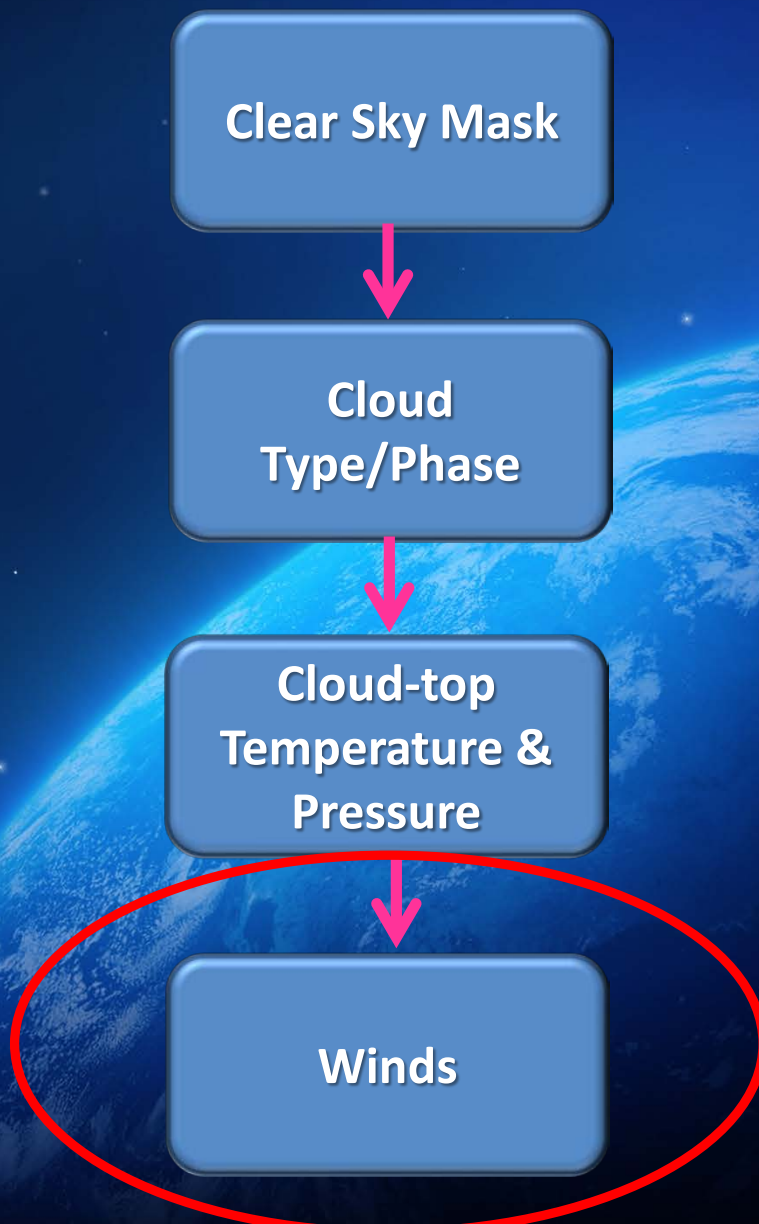 Clear Sky Mask
Cloud
Type/Phase
Cloud-top
Temperature &
Pressure
Winds